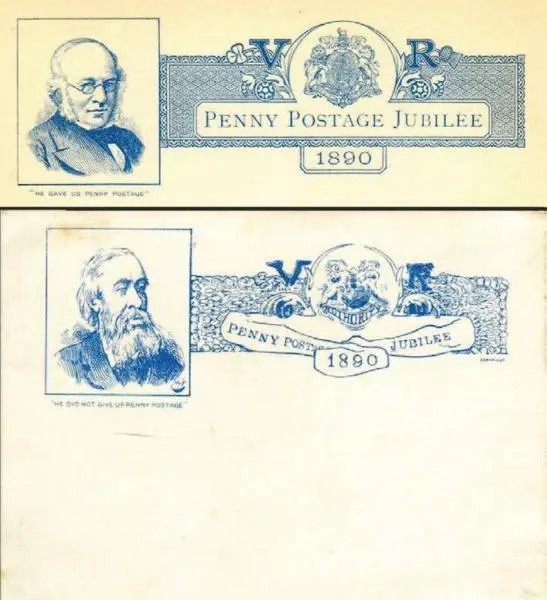 V R
PENNY POSTAGE JUBILEE
1890
"HE GAVE US PENNY POSTAGE"
V R
AUTHORITY
PENNY POST JUBILEE
1890
COPYRIGHT
"HE DID NOT GIVE US PENNY POSTAGE"